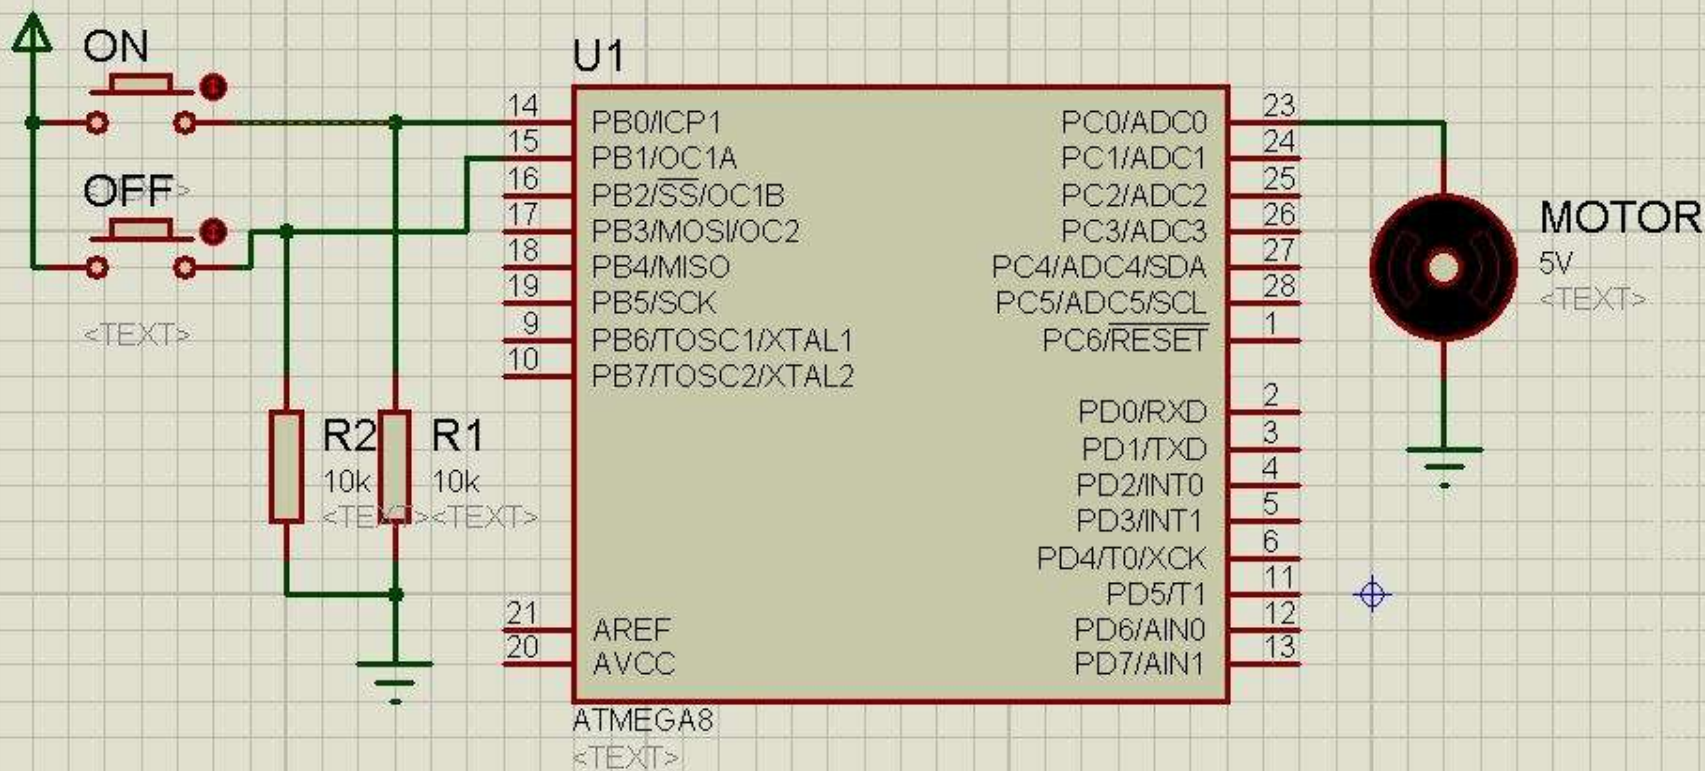 ON
OFF
<TEXT>
<TEXT>
R2
10k
<TEXT>
R1
10k
<TEXT>
U1
14 PB0/ICP1
15 PB1/OC1A
16 PB2/SS/OC1B
17 PB3/MOSI/OC2
18 PB4/MISO
19 PB5/SCK
9 PB6/TOSC1/XTAL1
10 PB7/TOSC2/XTAL2
21 AREF
20 AVCC
PC0/ADC0 23
PC1/ADC1 24
PC2/ADC2 25
PC3/ADC3 26
PC4/ADC4/SDA 27
PC5/ADC5/SCL 28
PC6/RESET 1
PD0/RXD 2
PD1/TXD 3
PD2/INT0 4
PD3/INT1 5
PD4/T0/XCK 6
PD5/T1 11
PD6/AIN0 12
PD7/AIN1 13
ATMEGA8
<TEXT>
MOTOR
5V
<TEXT>